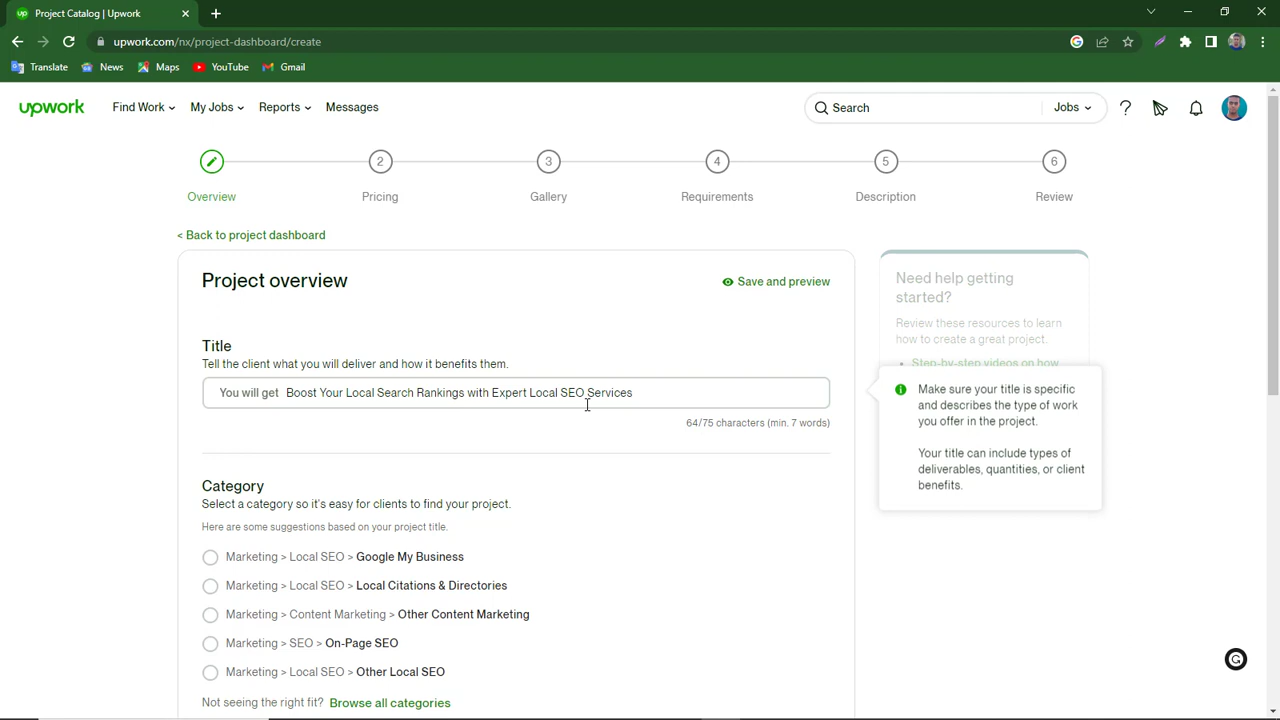 Project Catalog | Upwork
upwork.com/nx/project-dashboard/create
Translate News Maps YouTube Gmail
upwork Find Work My Jobs Reports Messages Search Jobs ?
2 3 4 5 6
Overview Pricing Gallery Requirements Description Review
< Back to project dashboard
Project overview
Save and preview
Title
Tell the client what you will deliver and how it benefits them.
You will get Boost Your Local Search Rankings with Expert Local SEO Services
64/75 characters (min. 7 words)
Category
Select a category so it's easy for clients to find your project.
Here are some suggestions based on your project title.
Marketing > Local SEO > Google My Business
Marketing > Local SEO > Local Citations & Directories
Marketing > Content Marketing > Other Content Marketing
Marketing > SEO > On-Page SEO
Marketing > Local SEO > Other Local SEO
Not seeing the right fit? Browse all categories
Need help getting
started?
Review these resources to learn
how to create a great project.
• Step-by-step videos on how
Make sure your title is specific
and describes the type of work
you offer in the project.
Your title can include types of
deliverables, quantities, or client
benefits.